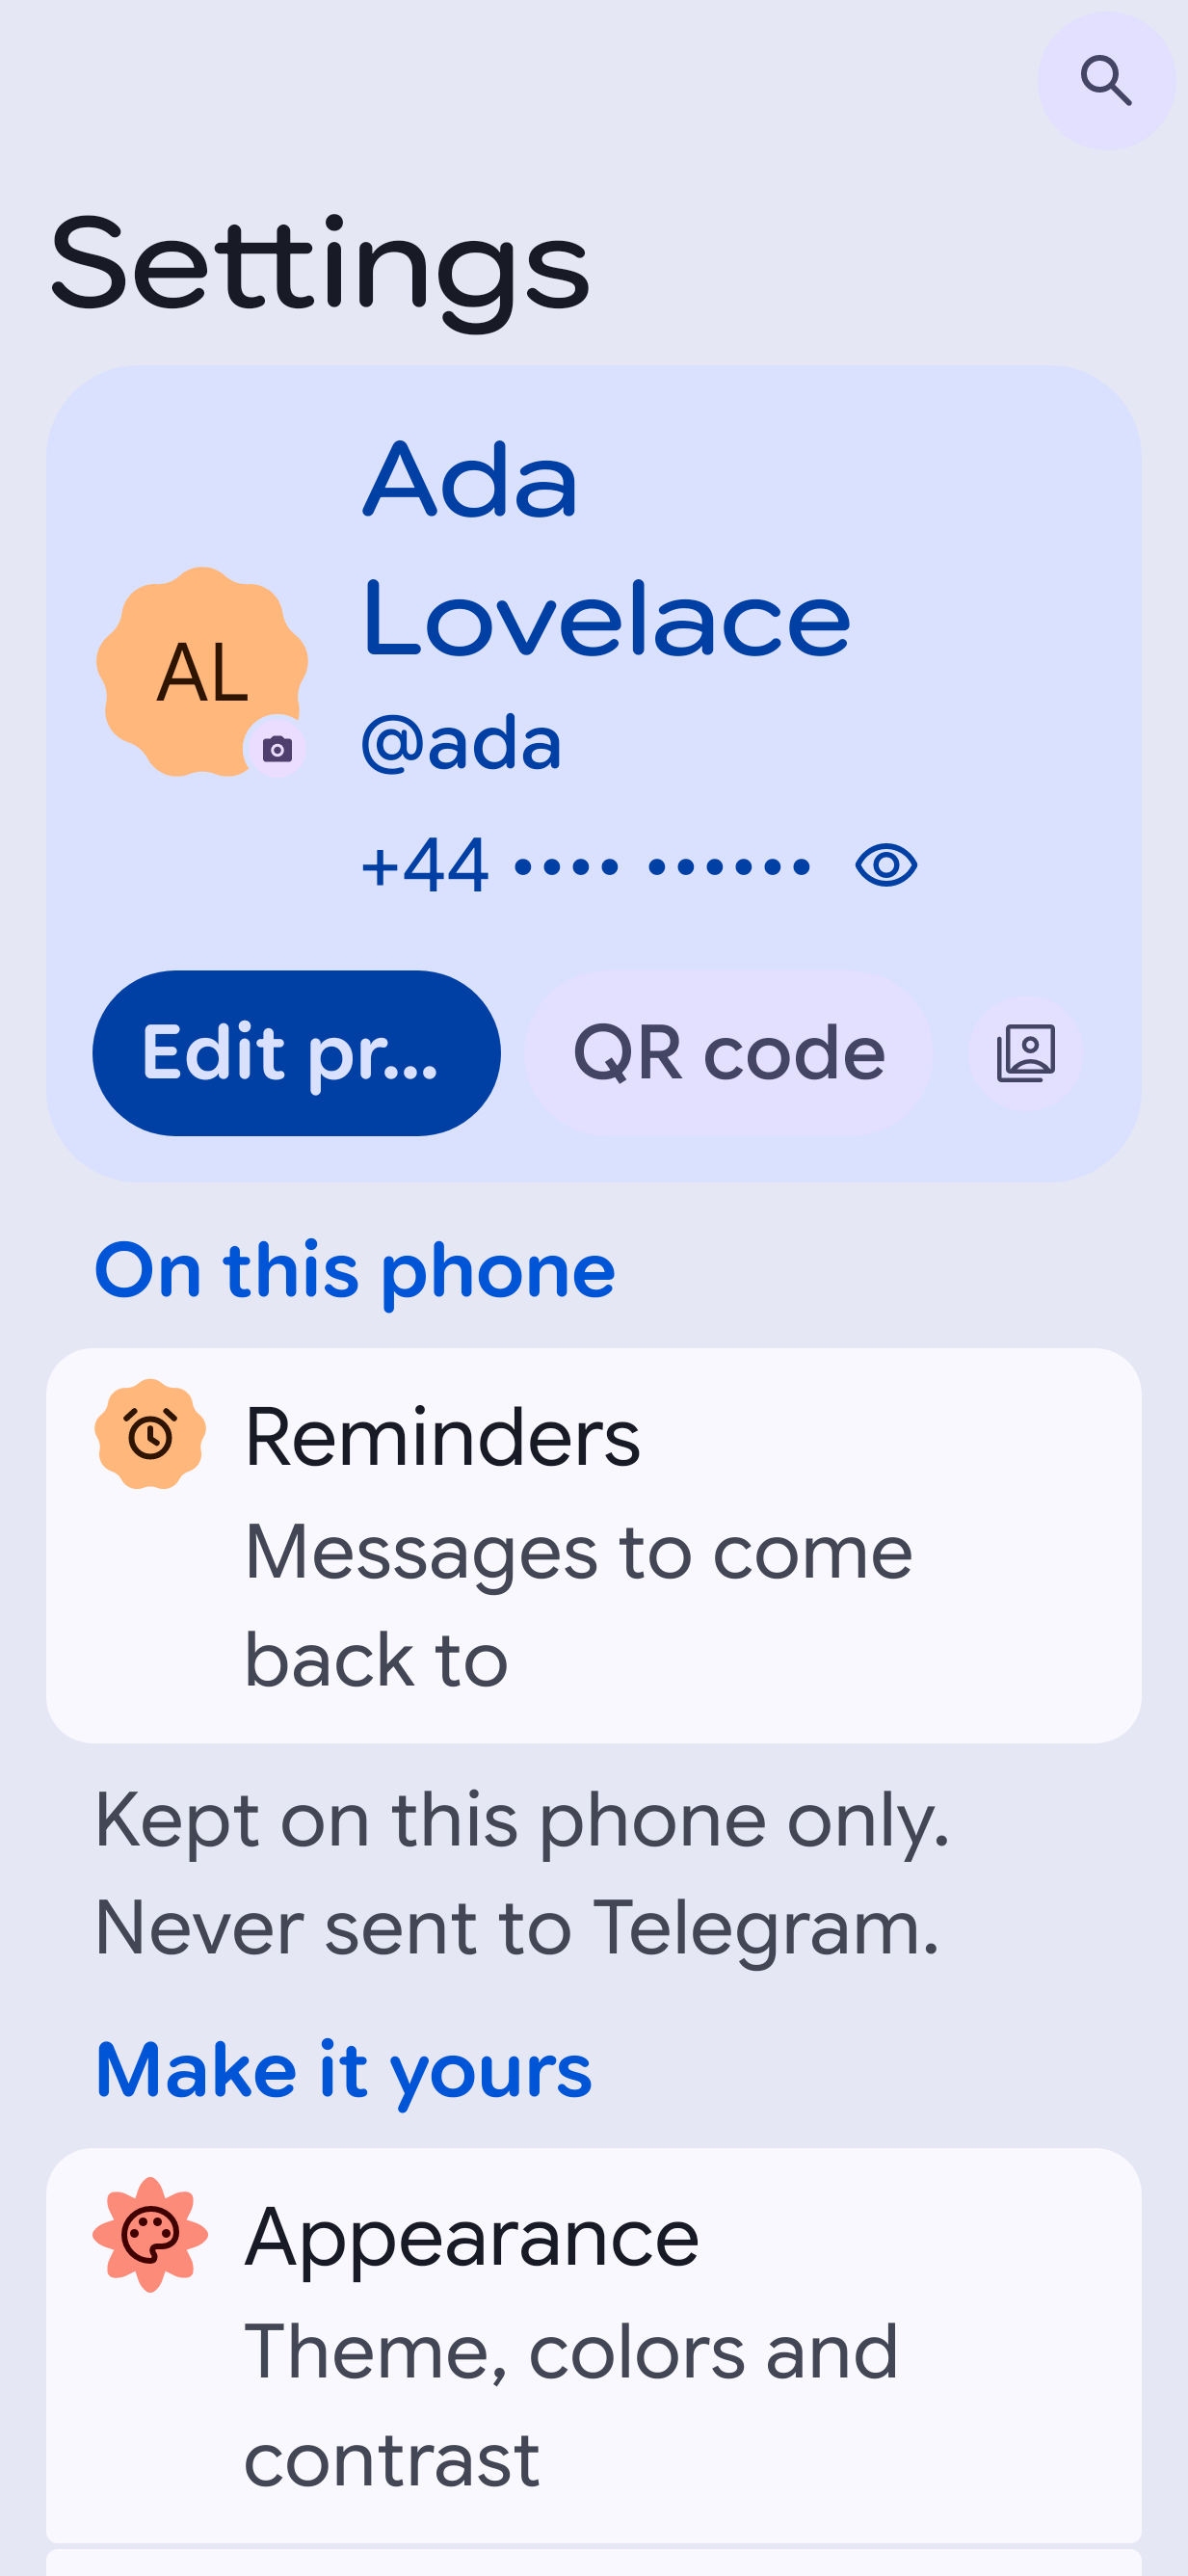 Settings
Ada
Lovelace
AL
@ada
+44 •••• ••••••
Edit pr...
QR code
On this phone
Reminders
Messages to come
back to
Kept on this phone only.
Never sent to Telegram.
Make it yours
Appearance
Theme, colors and
contrast